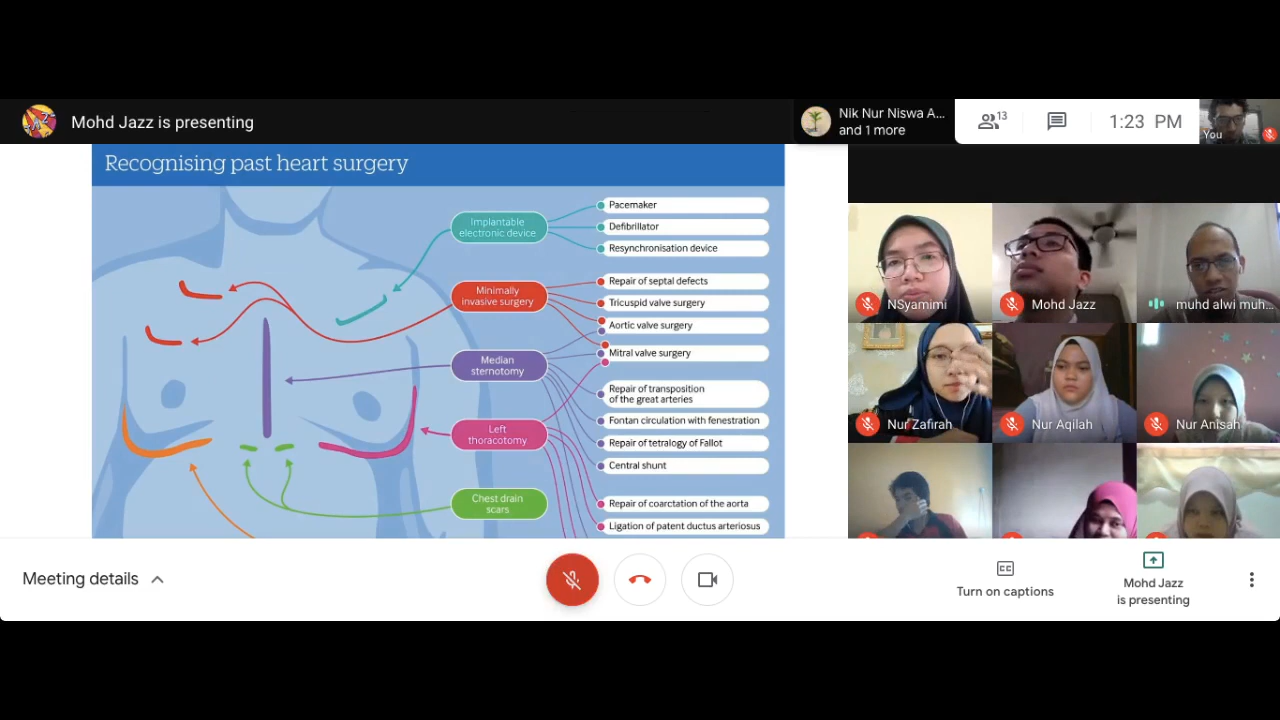 Mohd Jazz is presenting
Nik Nur Niswa A...
and 1 more
13
1:23 PM
You
Recognising past heart surgery
Implantable
electronic device
Pacemaker
Defibrillator
Resynchronisation device
Minimally
invasive surgery
Repair of septal defects
Tricuspid valve surgery
Aortic valve surgery
Median
sternotomy
Mitral valve surgery
Repair of transposition
of the great arteries
Fontan circulation with fenestration
Left
thoracotomy
Repair of tetralogy of Fallot
Central shunt
Chest drain
scars
Repair of coarctation of the aorta
Ligation of patent ductus arteriosus
NSyamimi
Mohd Jazz
muhd alwi muh...
Nur Zafirah
Nur Aqilah
Nur Anisah
Meeting details
CC
Turn on captions
Mohd Jazz
is presenting